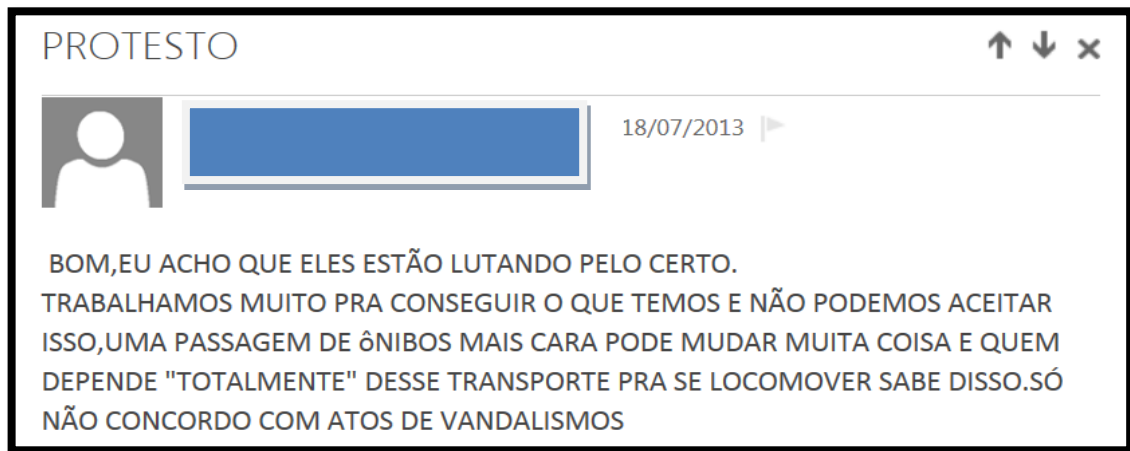 PROTESTO
18/07/2013
BOM,EU ACHO QUE ELES ESTÃO LUTANDO PELO CERTO.
TRABALHAMOS MUITO PRA CONSEGUIR O QUE TEMOS E NÃO PODEMOS ACEITAR
ISSO,UMA PASSAGEM DE ôNIBOS MAIS CARA PODE MUDAR MUITA COISA E QUEM
DEPENDE "TOTALMENTE" DESSE TRANSPORTE PRA SE LOCOMOVER SABE DISSO.SÓ
NÃO CONCORDO COM ATOS DE VANDALISMOS